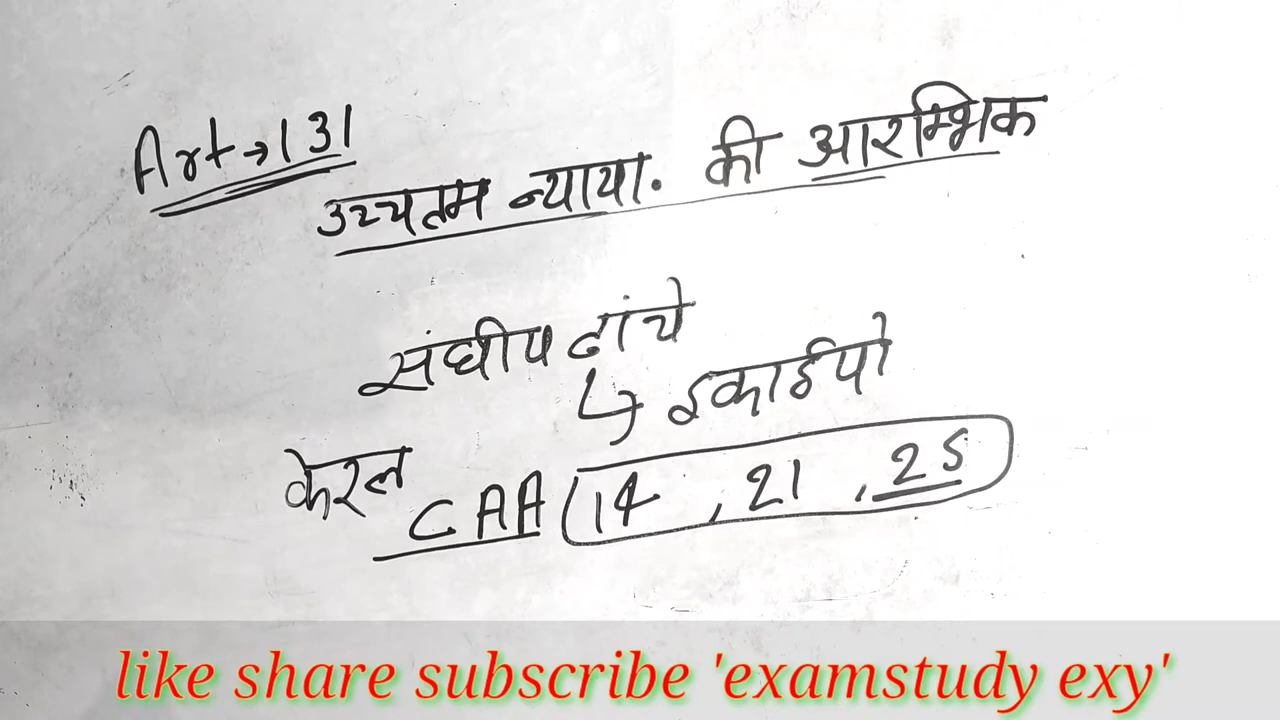 Art→131
उच्चतम न्याया. की आरम्भिक
संघीय ढांचे
↳ इकाईयो
केरल CAA (14, 21, 25)
like share subscribe 'examstudy exy'